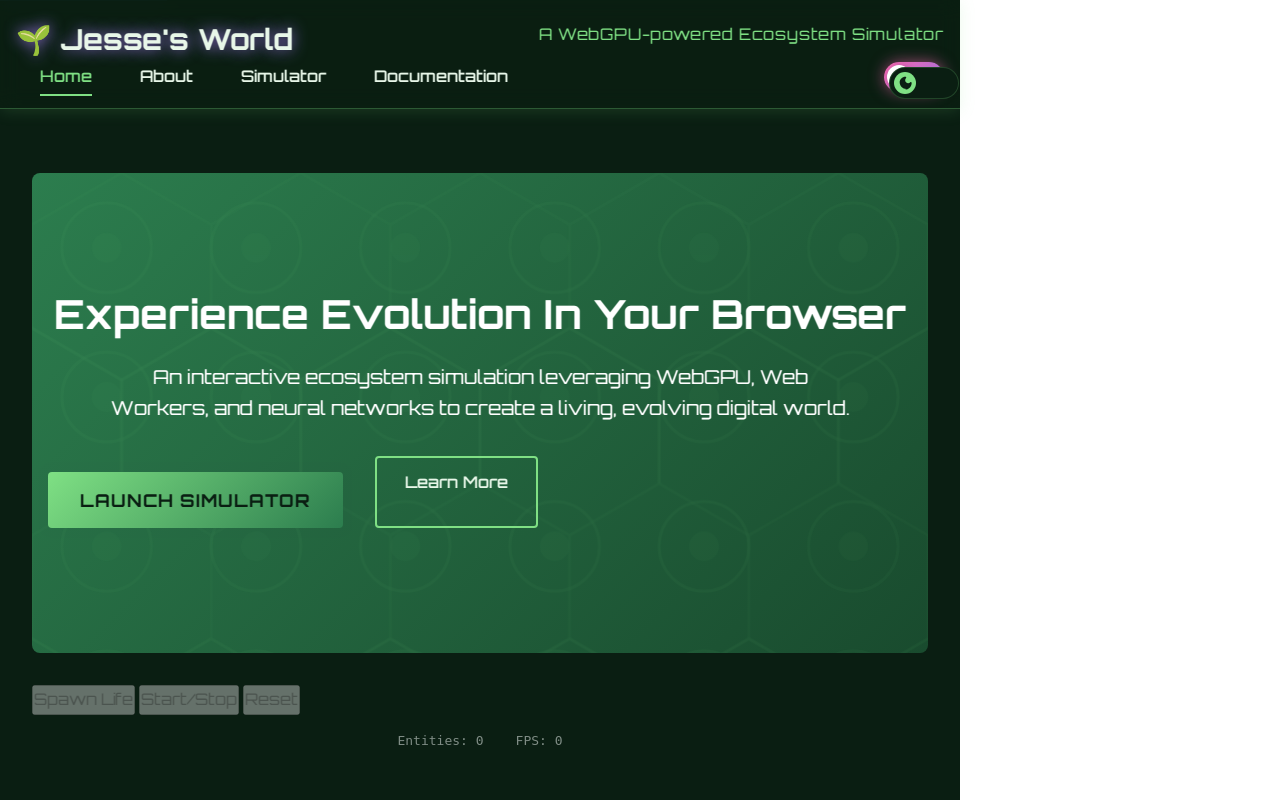 🌱 Jesse's World
A WebGPU-powered Ecosystem Simulator
Home About Simulator Documentation
Experience Evolution In Your Browser
An interactive ecosystem simulation leveraging WebGPU, Web
Workers, and neural networks to create a living, evolving digital world.
LAUNCH SIMULATOR
Learn More
Spawn Life Start/Stop Reset
Entities: 0 FPS: 0